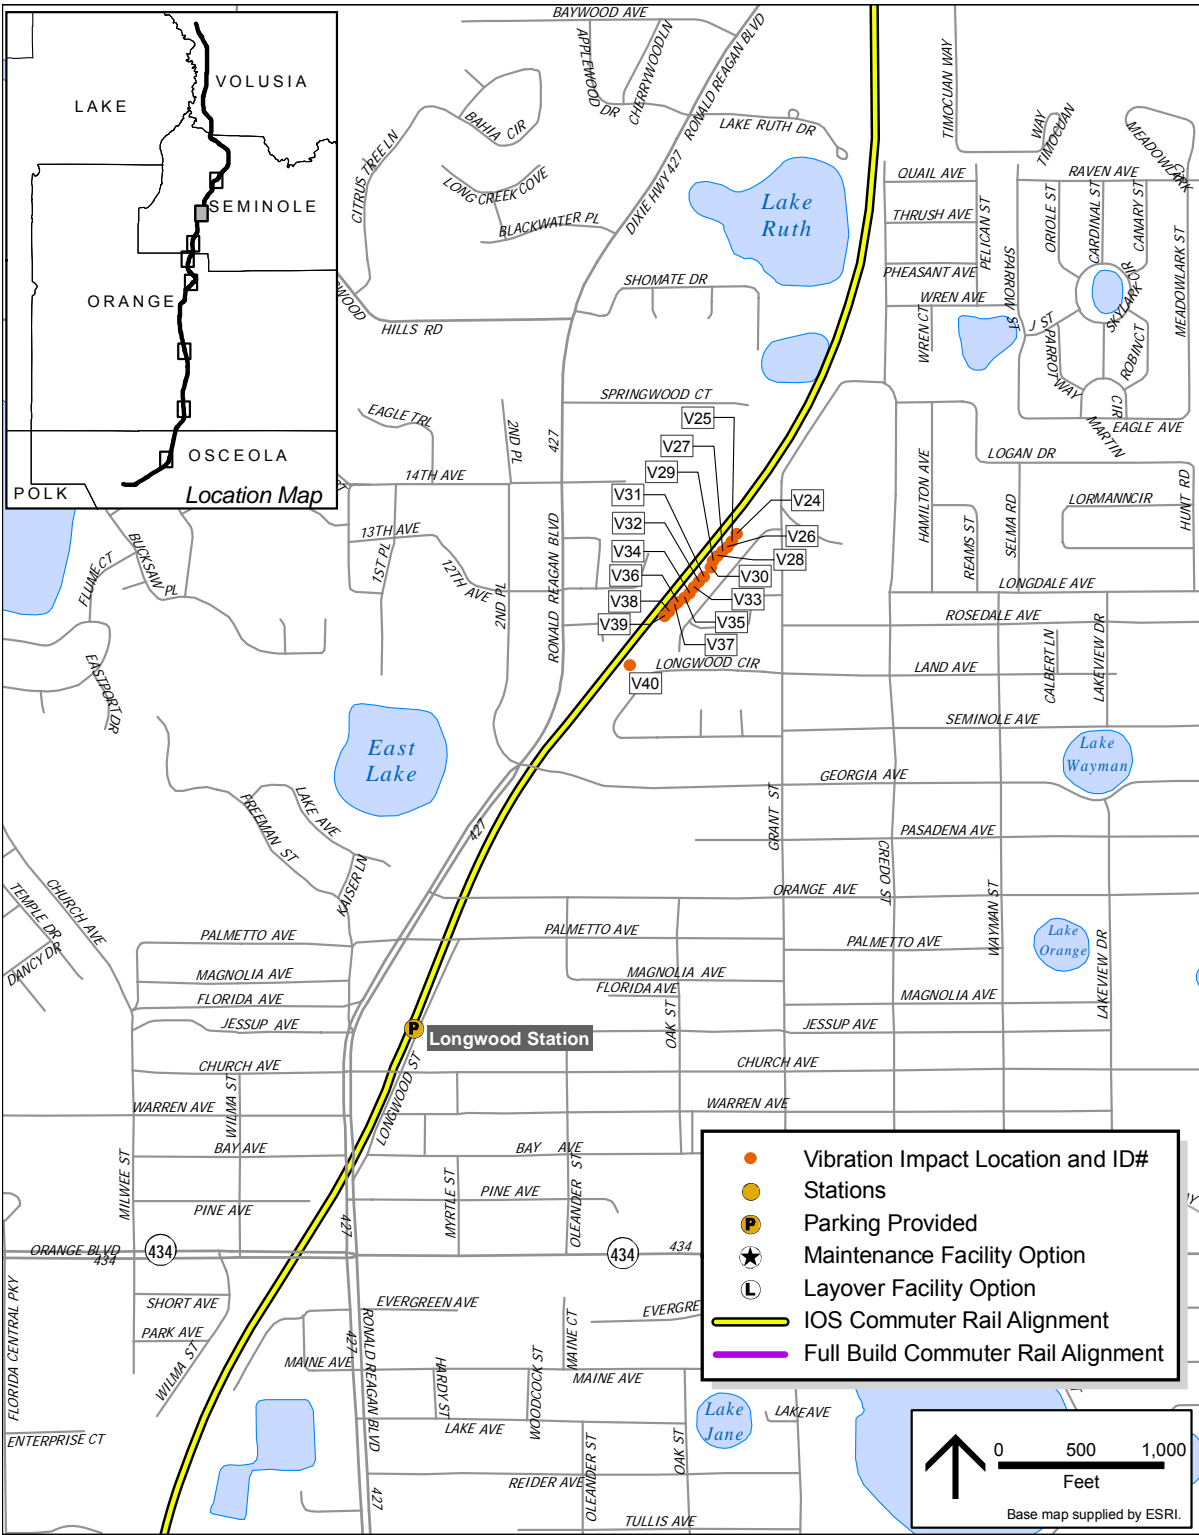 BAYWOOD AVE
APPLEWOOD DR
CHERRYWOOD LN
RONALD REAGAN BLVD
DIXIE HWY 427
LAKE RUTH DR
TIMOCUAN WAY
TIMOCUAN WAY
MEADOWLARK
VOLUSIA
LAKE
SEMINOLE
ORANGE
OSCEOLA
POLK
Location Map
BAHIA CIR
CITRUS TREE LN
LONG CREEK COVE
BLACKWATER PL
Lake
Ruth
QUAIL AVE
RAVEN AVE
THRUSH AVE
PELICAN ST
ORIOLE ST
CARDINAL ST
CANARY ST
MEADOWLARK ST
PHEASANT AVE
SPARROW ST
SKYLARK CIR
SHOMATE DR
WREN AVE
WREN CT
J ST
PARROT WAY
ROBIN CT
HILLS RD
SPRINGWOOD CT
MARTIN CIR
EAGLE AVE
EAGLE TRL
2ND PL
427
V25
V27
V29
V31
V32
V34
V36
V38
V39
V24
V26
V28
V30
V33
V35
V37
V40
LOGAN DR
HAMILTON AVE
REAMS ST
SELMA RD
LORMANN CIR
HUNT RD
14TH AVE
13TH AVE
1ST PL
12TH AVE
2ND PL
RONALD REAGAN BLVD
BUCKSAW PL
FLUME CT
EASTPORT DR
LONGDALE AVE
ROSEDALE AVE
LONGWOOD CIR
LAND AVE
CALBERT LN
LAKEVIEW DR
SEMINOLE AVE
East
Lake
Lake
Wayman
GEORGIA AVE
FREEMAN ST
LAKE AVE
KAISER LN
427
GRANT ST
PASADENA AVE
CREDO ST
ORANGE AVE
WAYMAN ST
CHURCH AVE
TEMPLE DR
DANCY DR
PALMETTO AVE
PALMETTO AVE
PALMETTO AVE
Lake
Orange
LAKEVIEW DR
MAGNOLIA AVE
MAGNOLIA AVE
FLORIDA AVE
FLORIDA AVE
MAGNOLIA AVE
JESSUP AVE
P
Longwood Station
OAK ST
JESSUP AVE
CHURCH AVE
CHURCH AVE
LONGWOOD ST
WILMA ST
WARREN AVE
WARREN AVE
BAY AVE
BAY AVE
MILWEE ST
MYRTLE ST
OLEANDER ST
PINE AVE
PINE AVE
427
ORANGE BLVD
434
434
434
434
SHORT AVE
PARK AVE
WILMA ST
FLORIDA CENTRAL PKY
ENTERPRISE CT
EVERGREEN AVE
EVERGRE
RONALD REAGAN BLVD
427
MAINE AVE
MAINE CT
MAINE AVE
HARDY ST
WOODCOCK ST
LAKE AVE
OLEANDER ST
OAK ST
Lake
Jane
LAKE AVE
REIDER AVE
427
TULLIS AVE
Vibration Impact Location and ID#
Stations
P Parking Provided
Maintenance Facility Option
L Layover Facility Option
IOS Commuter Rail Alignment
Full Build Commuter Rail Alignment
0 500 1,000
Feet
Base map supplied by ESRI.